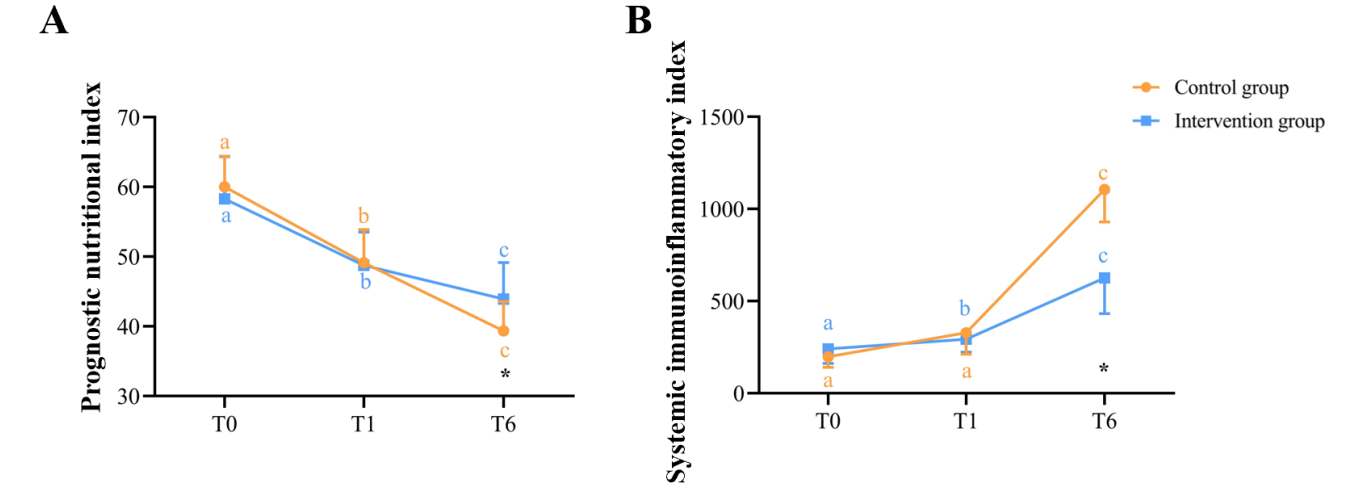 A
Prognostic nutritional index
70
60
50
40
30
a
a
b
b
c
c
*
T0
T1
T6
B
Systemic immunoinflammatory index
1500
1000
500
0
a
a
b
a
c
c
*
T0
T1
T6
Control group
Intervention group